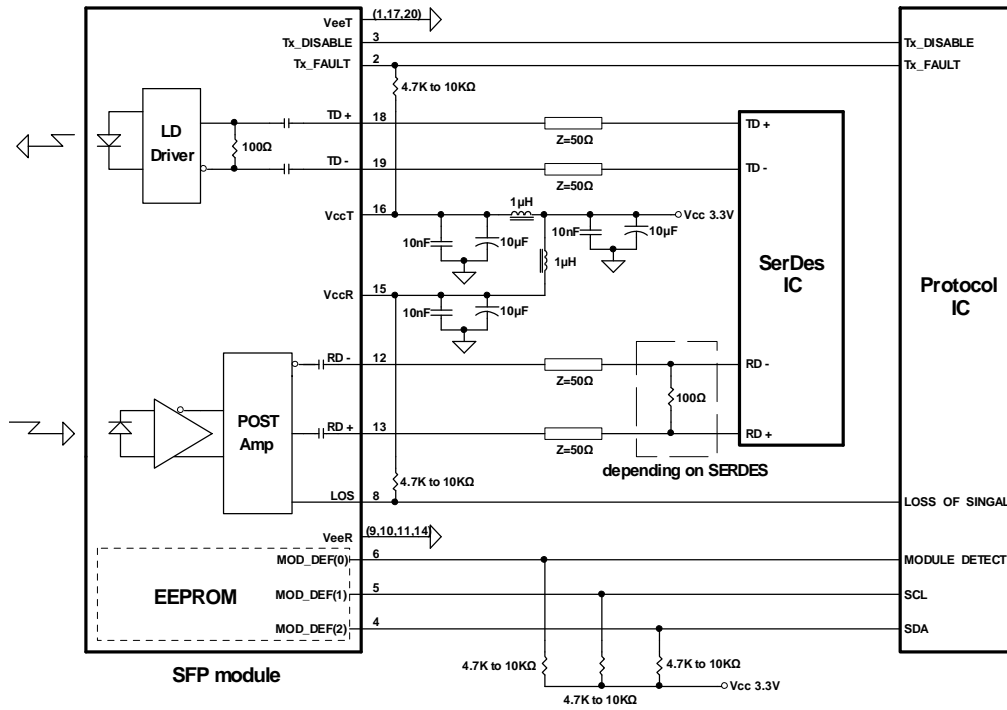 VeeT (1,17,20)
Tx_DISABLE 3 Tx_DISABLE
Tx_FAULT 2 Tx_FAULT
4.7K to 10KΩ
LD
Driver
100Ω
TD+ 18 Z=50Ω TD+
TD- 19 Z=50Ω TD-
VccT 16 1µH Vcc 3.3V
10nF 10µF 10nF 10µF
1µH
SerDes
IC
Protocol
IC
VccR 15
10nF 10µF
POST
Amp
RD- 12 Z=50Ω RD-
100Ω
RD+ 13 Z=50Ω RD+
depending on SERDES
4.7K to 10KΩ
LOS 8 LOSS OF SINGAL
VeeR (9,10,11,14)
EEPROM
MOD_DEF(0) 6 MODULE DETECT
MOD_DEF(1) 5 SCL
MOD_DEF(2) 4 SDA
4.7K to 10KΩ 4.7K to 10KΩ
4.7K to 10KΩ
Vcc 3.3V
SFP module